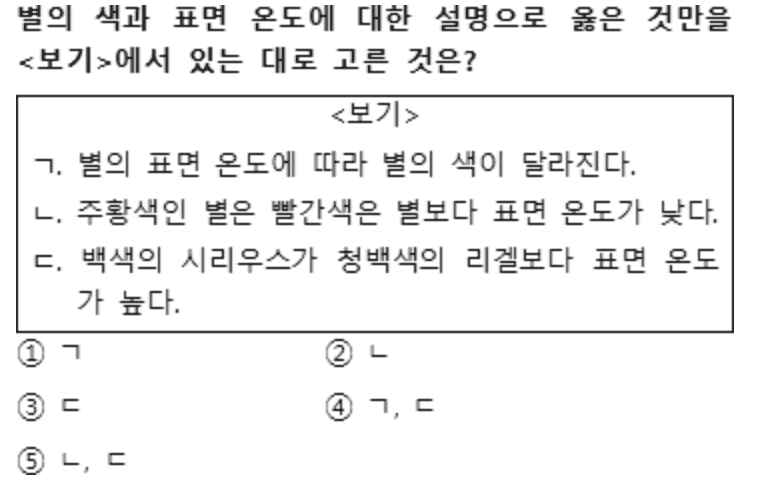 별의 색과 표면 온도에 대한 설명으로 옳은 것만을
<보기>에서 있는 대로 고른 것은?
<보기>
ㄱ. 별의 표면 온도에 따라 별의 색이 달라진다.
ㄴ. 주황색인 별은 빨간색은 별보다 표면 온도가 낮다.
ㄷ. 백색의 시리우스가 청백색의 리겔보다 표면 온도
가 높다.
① ㄱ ② ㄴ
③ ㄷ ④ ㄱ, ㄷ
⑤ ㄴ, ㄷ